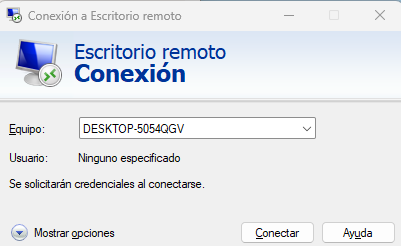 Conexión a Escritorio remoto
Escritorio remoto
Conexión
Equipo: DESKTOP-5054QGV
Usuario: Ninguno especificado
Se solicitarán credenciales al conectarse.
Mostrar opciones Conectar Ayuda